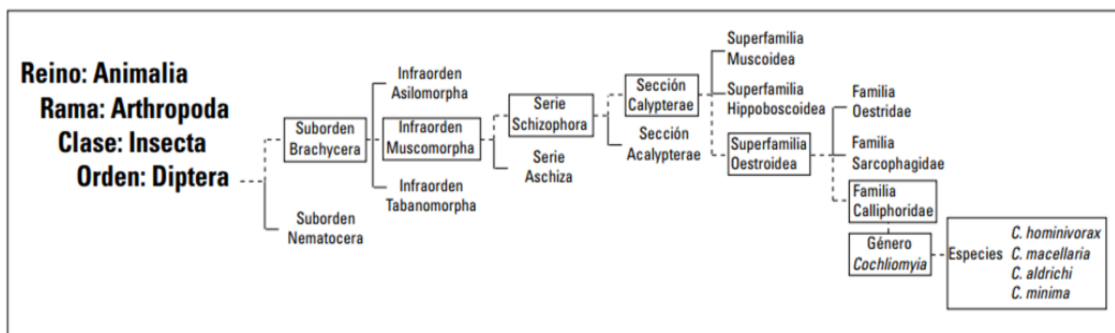 Reino: Animalia
Rama: Arthropoda
Clase: Insecta
Orden: Diptera
Suborden
Brachycera
Suborden
Nematocera
Infraorden
Asilomorpha
Infraorden
Muscomorpha
Infraorden
Tabanomorpha
Serie
Schizophora
Serie
Aschiza
Sección
Calypterae
Sección
Acalypterae
Superfamilia
Muscoidea
Superfamilia
Hippoboscoidea
Superfamilia
Oestroidea
Familia
Oestridae
Familia
Sarcophagidae
Familia
Calliphoridae
Género
Cochliomyia
Especies
C. hominivorax
C. macellaria
C. aldrichi
C. minima